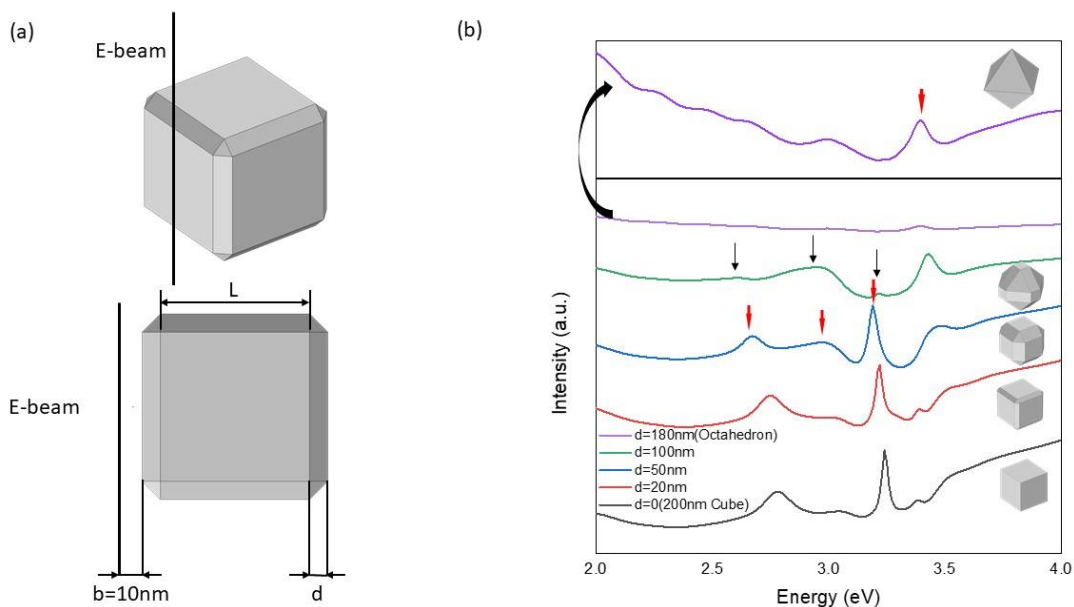 (a)
E-beam
L
E-beam
b=10nm
d
(b)
Intensity (a.u.)
d=180nm(Octahedron)
d=100nm
d=50nm
d=20nm
d=0(200nm Cube)
2.0 2.5 3.0 3.5 4.0
Energy (eV)